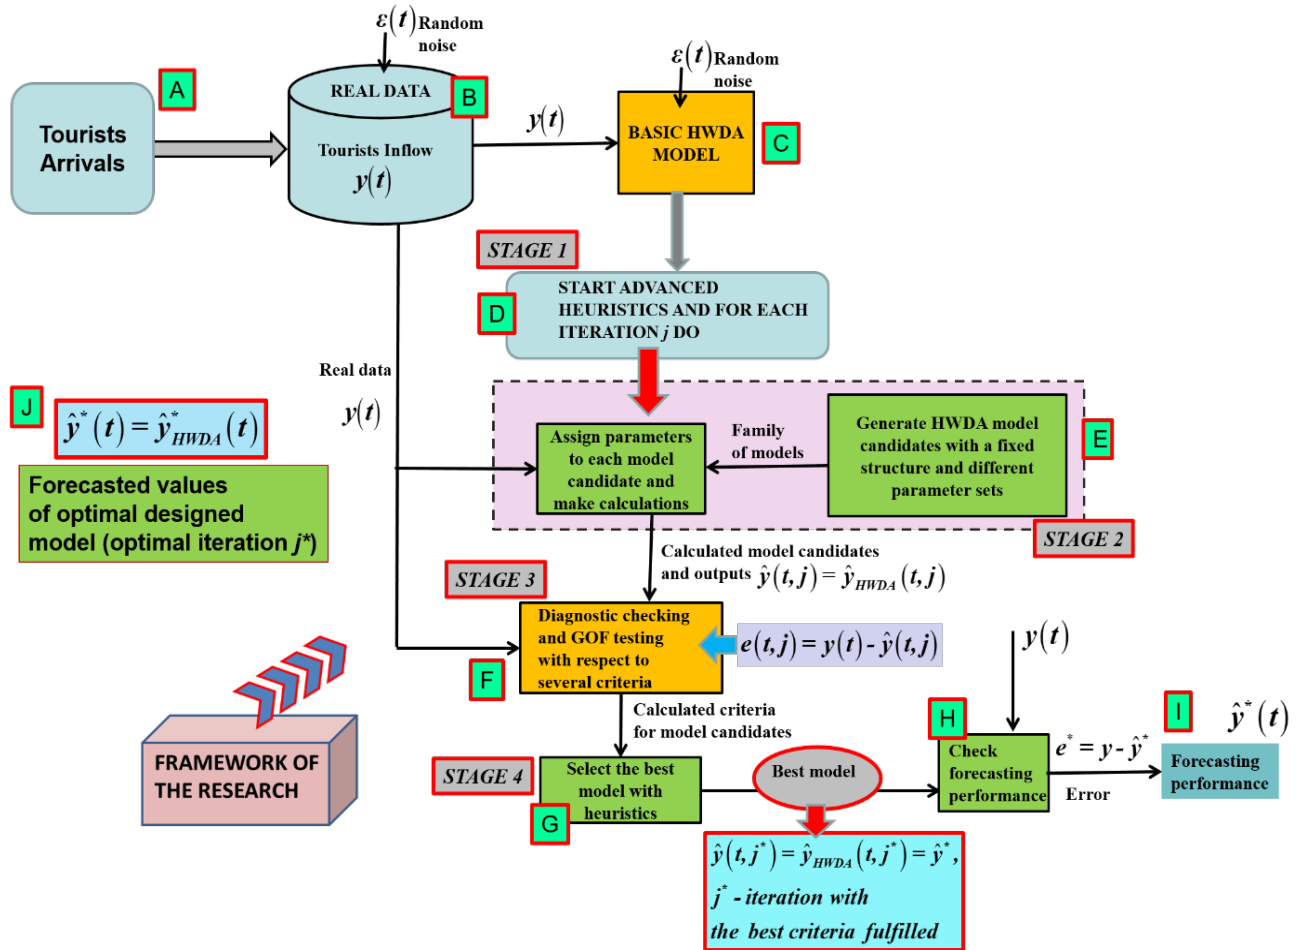 ε(t) Random
noise
A
Tourists
Arrivals
REAL DATA
B
Tourists Inflow
y(t)
y(t)
ε(t) Random
noise
BASIC HWDA
MODEL
C
STAGE 1
D
START ADVANCED
HEURISTICS AND FOR EACH
ITERATION j DO
Real data
y(t)
J
ŷ*(t) = ŷ*_HWDA(t)
Forecasted values
of optimal designed
model (optimal iteration j*)
Assign parameters
to each model
candidate and
make calculations
Family
of models
Generate HWDA model
candidates with a fixed
structure and different
parameter sets
E
STAGE 2
Calculated model candidates
and outputs ŷ(t, j) = ŷ_HWDA(t, j)
STAGE 3
Diagnostic checking
and GOF testing
with respect to
several criteria
F
e(t, j) = y(t) - ŷ(t, j)
Calculated criteria
for model candidates
STAGE 4
Select the best
model with
heuristics
G
Best model
ŷ(t, j*) = ŷ_HWDA(t, j*) = ŷ*,
j* - iteration with
the best criteria fulfilled
y(t)
H
Check
forecasting
performance
e* = y - ŷ*
Error
I
ŷ*(t)
Forecasting
performance
FRAMEWORK OF
THE RESEARCH